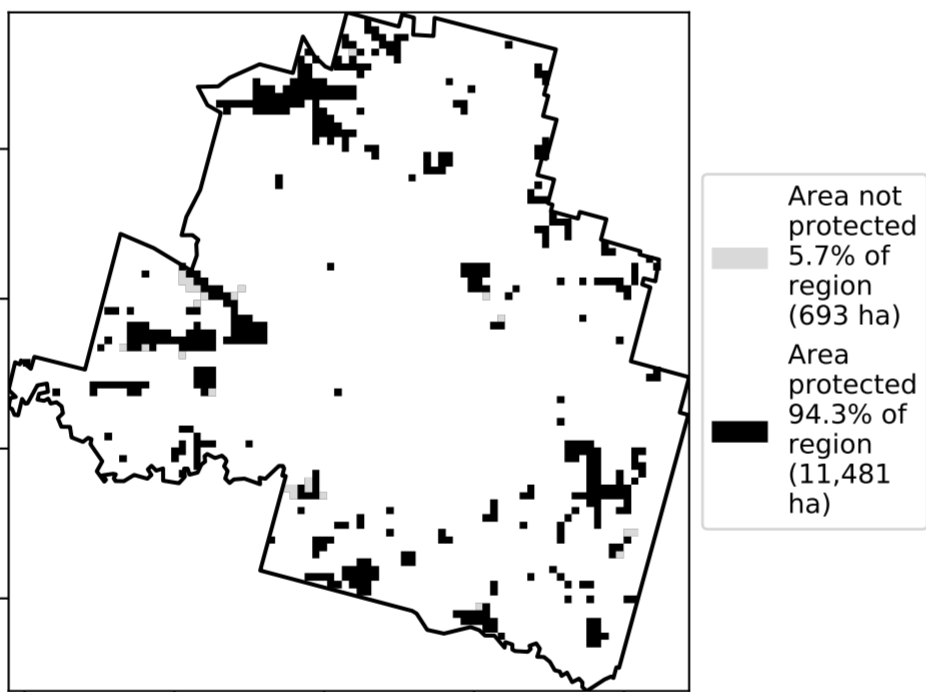 Area not
protected
5.7% of
region
(693 ha)
Area
protected
94.3% of
region
(11,481
ha)